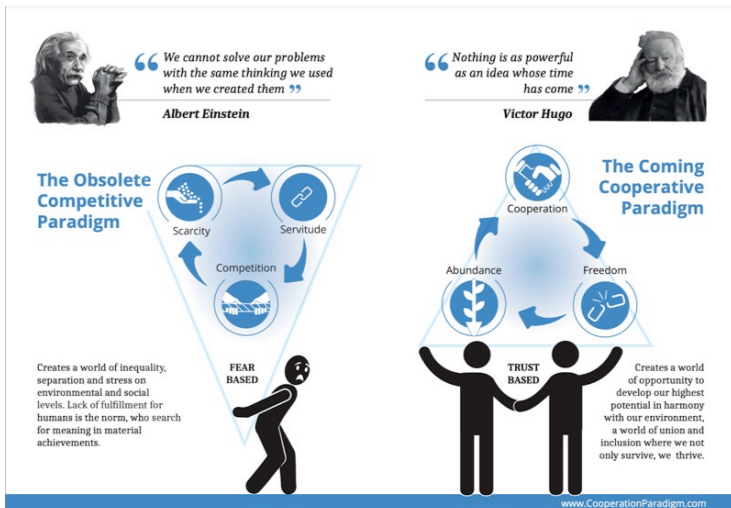 “ We cannot solve our problems
with the same thinking we used
when we created them ”
Albert Einstein
“ Nothing is as powerful
as an idea whose time
has come ”
Victor Hugo
The Obsolete
Competitive
Paradigm
Scarcity
Servitude
Competition
FEAR
BASED
Creates a world of inequality,
separation and stress on
environmental and social
levels. Lack of fulfillment for
humans is the norm, who search
for meaning in material
achievements.
The Coming
Cooperative
Paradigm
Cooperation
Abundance
Freedom
TRUST
BASED
Creates a world
of opportunity to
develop our highest
potential in harmony
with our environment,
a world of union and
inclusion where we not
only survive, we thrive.
www.CooperationParadigm.com